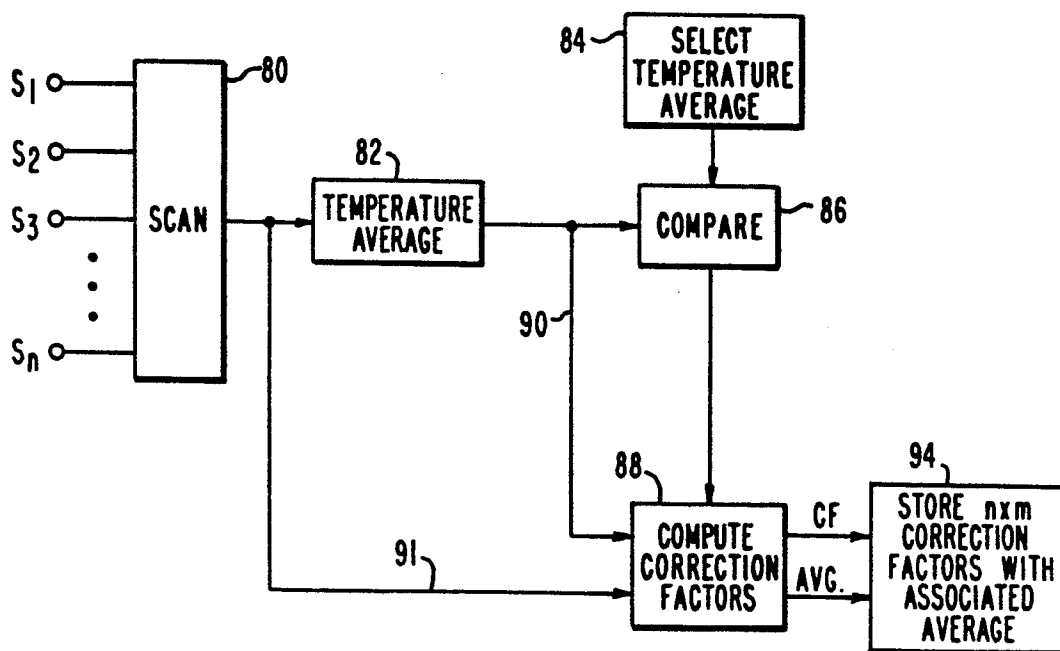 84
SELECT
TEMPERATURE
AVERAGE
80
S1
S2
S3
Sn
SCAN
82
TEMPERATURE
AVERAGE
COMPARE
86
90
91
88
COMPUTE
CORRECTION
FACTORS
CF
AVG.
94
STORE nxm
CORRECTION
FACTORS WITH
ASSOCIATED
AVERAGE